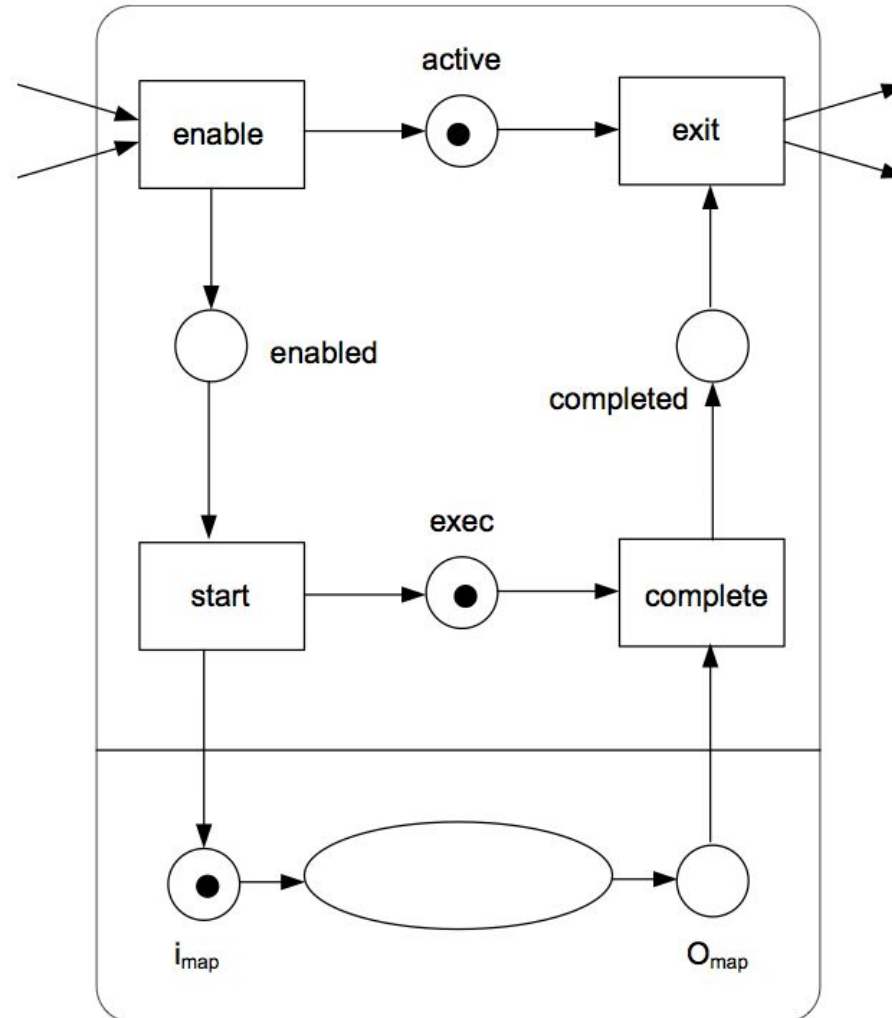 active
enable
exit
enabled
completed
exec
start
complete
imap
Omap